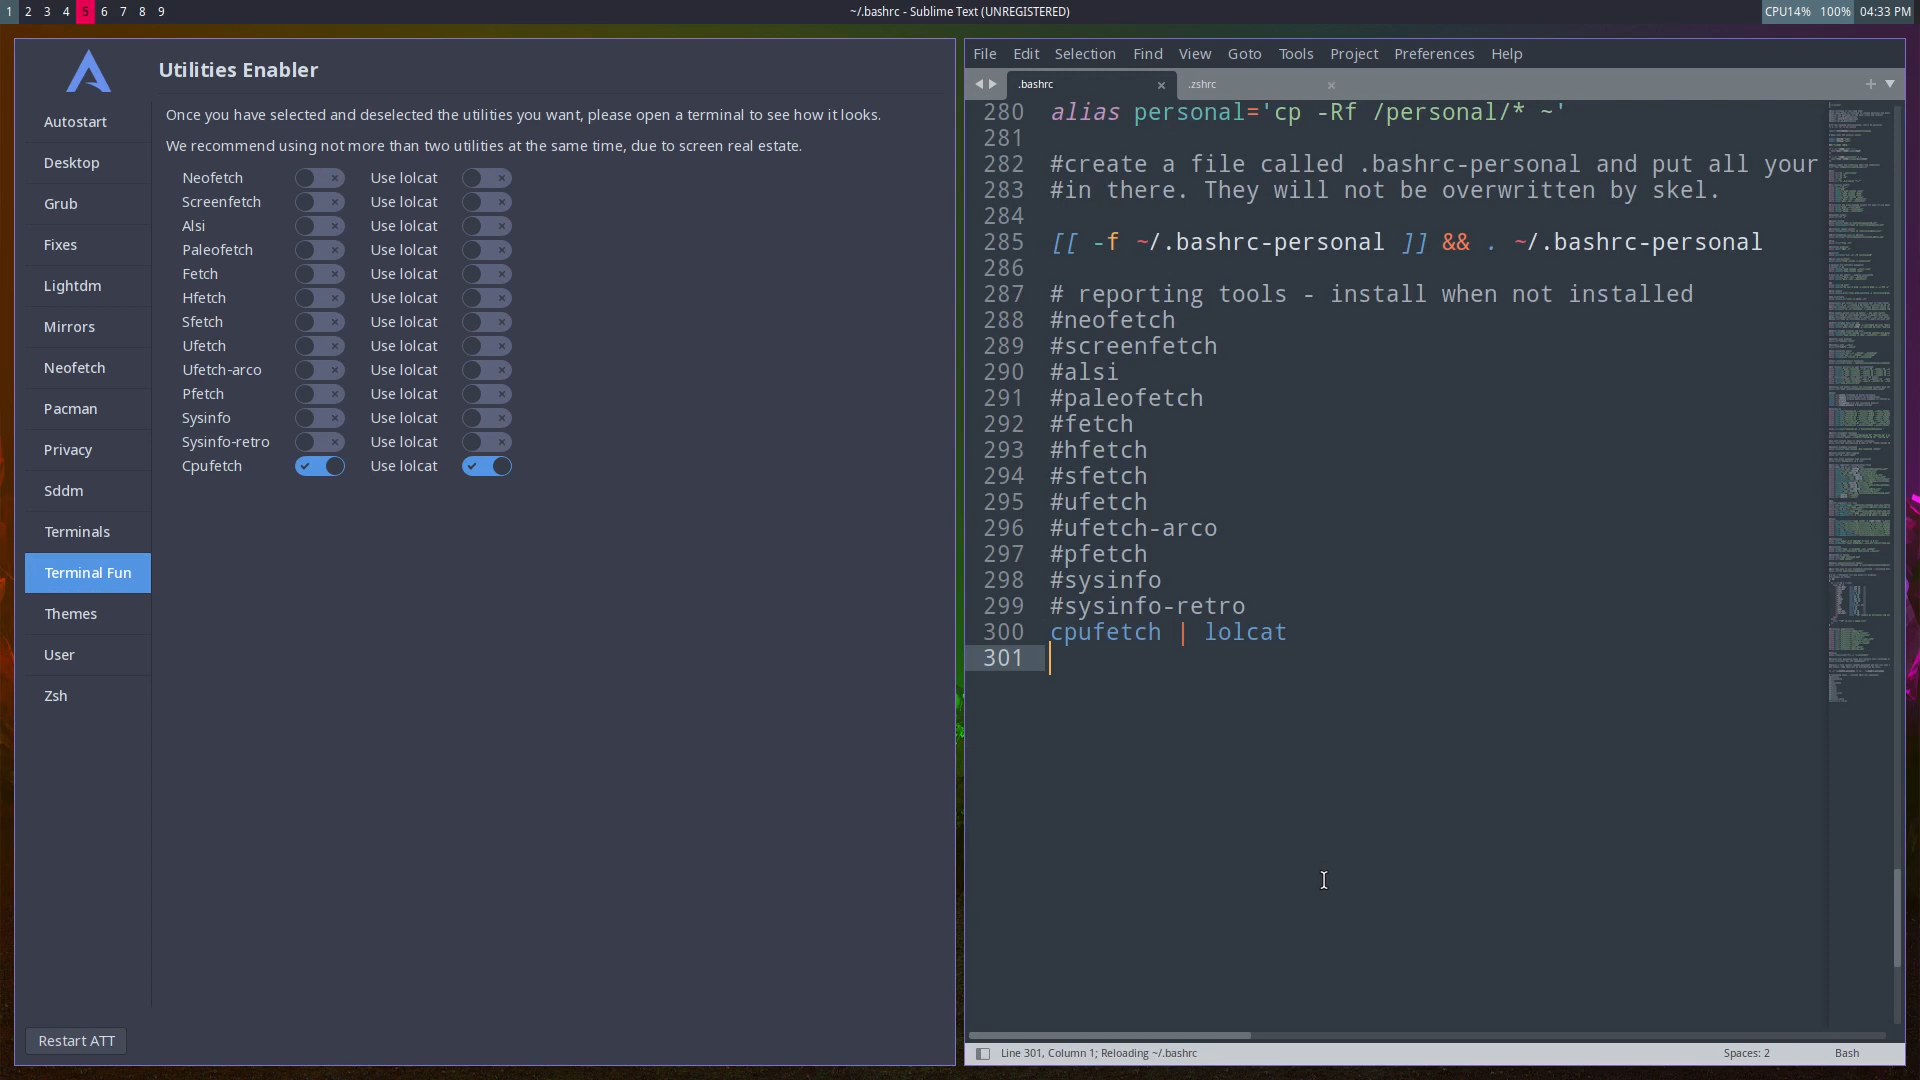 1 2 3 4 5 6 7 8 9
~/.bashrc - Sublime Text (UNREGISTERED)
CPU14% 100% 04:33 PM
Utilities Enabler
Autostart
Desktop
Grub
Fixes
Lightdm
Mirrors
Neofetch
Pacman
Privacy
Sddm
Terminals
Terminal Fun
Themes
User
Zsh
Restart ATT
Once you have selected and deselected the utilities you want, please open a terminal to see how it looks.
We recommend using not more than two utilities at the same time, due to screen real estate.
Neofetch Use lolcat
Screenfetch Use lolcat
Alsi Use lolcat
Paleofetch Use lolcat
Fetch Use lolcat
Hfetch Use lolcat
Sfetch Use lolcat
Ufetch Use lolcat
Ufetch-arco Use lolcat
Pfetch Use lolcat
Sysinfo Use lolcat
Sysinfo-retro Use lolcat
Cpufetch Use lolcat
File Edit Selection Find View Goto Tools Project Preferences Help
.bashrc .zshrc
280 alias personal='cp -Rf /personal/* ~'
281
282 #create a file called .bashrc-personal and put all your
283 #in there. They will not be overwritten by skel.
284
285 [[ -f ~/.bashrc-personal ]] && . ~/.bashrc-personal
286
287 # reporting tools - install when not installed
288 #neofetch
289 #screenfetch
290 #alsi
291 #paleofetch
292 #fetch
293 #hfetch
294 #sfetch
295 #ufetch
296 #ufetch-arco
297 #pfetch
298 #sysinfo
299 #sysinfo-retro
300 cpufetch | lolcat
301
Line 301, Column 1; Reloading ~/.bashrc
Spaces: 2 Bash